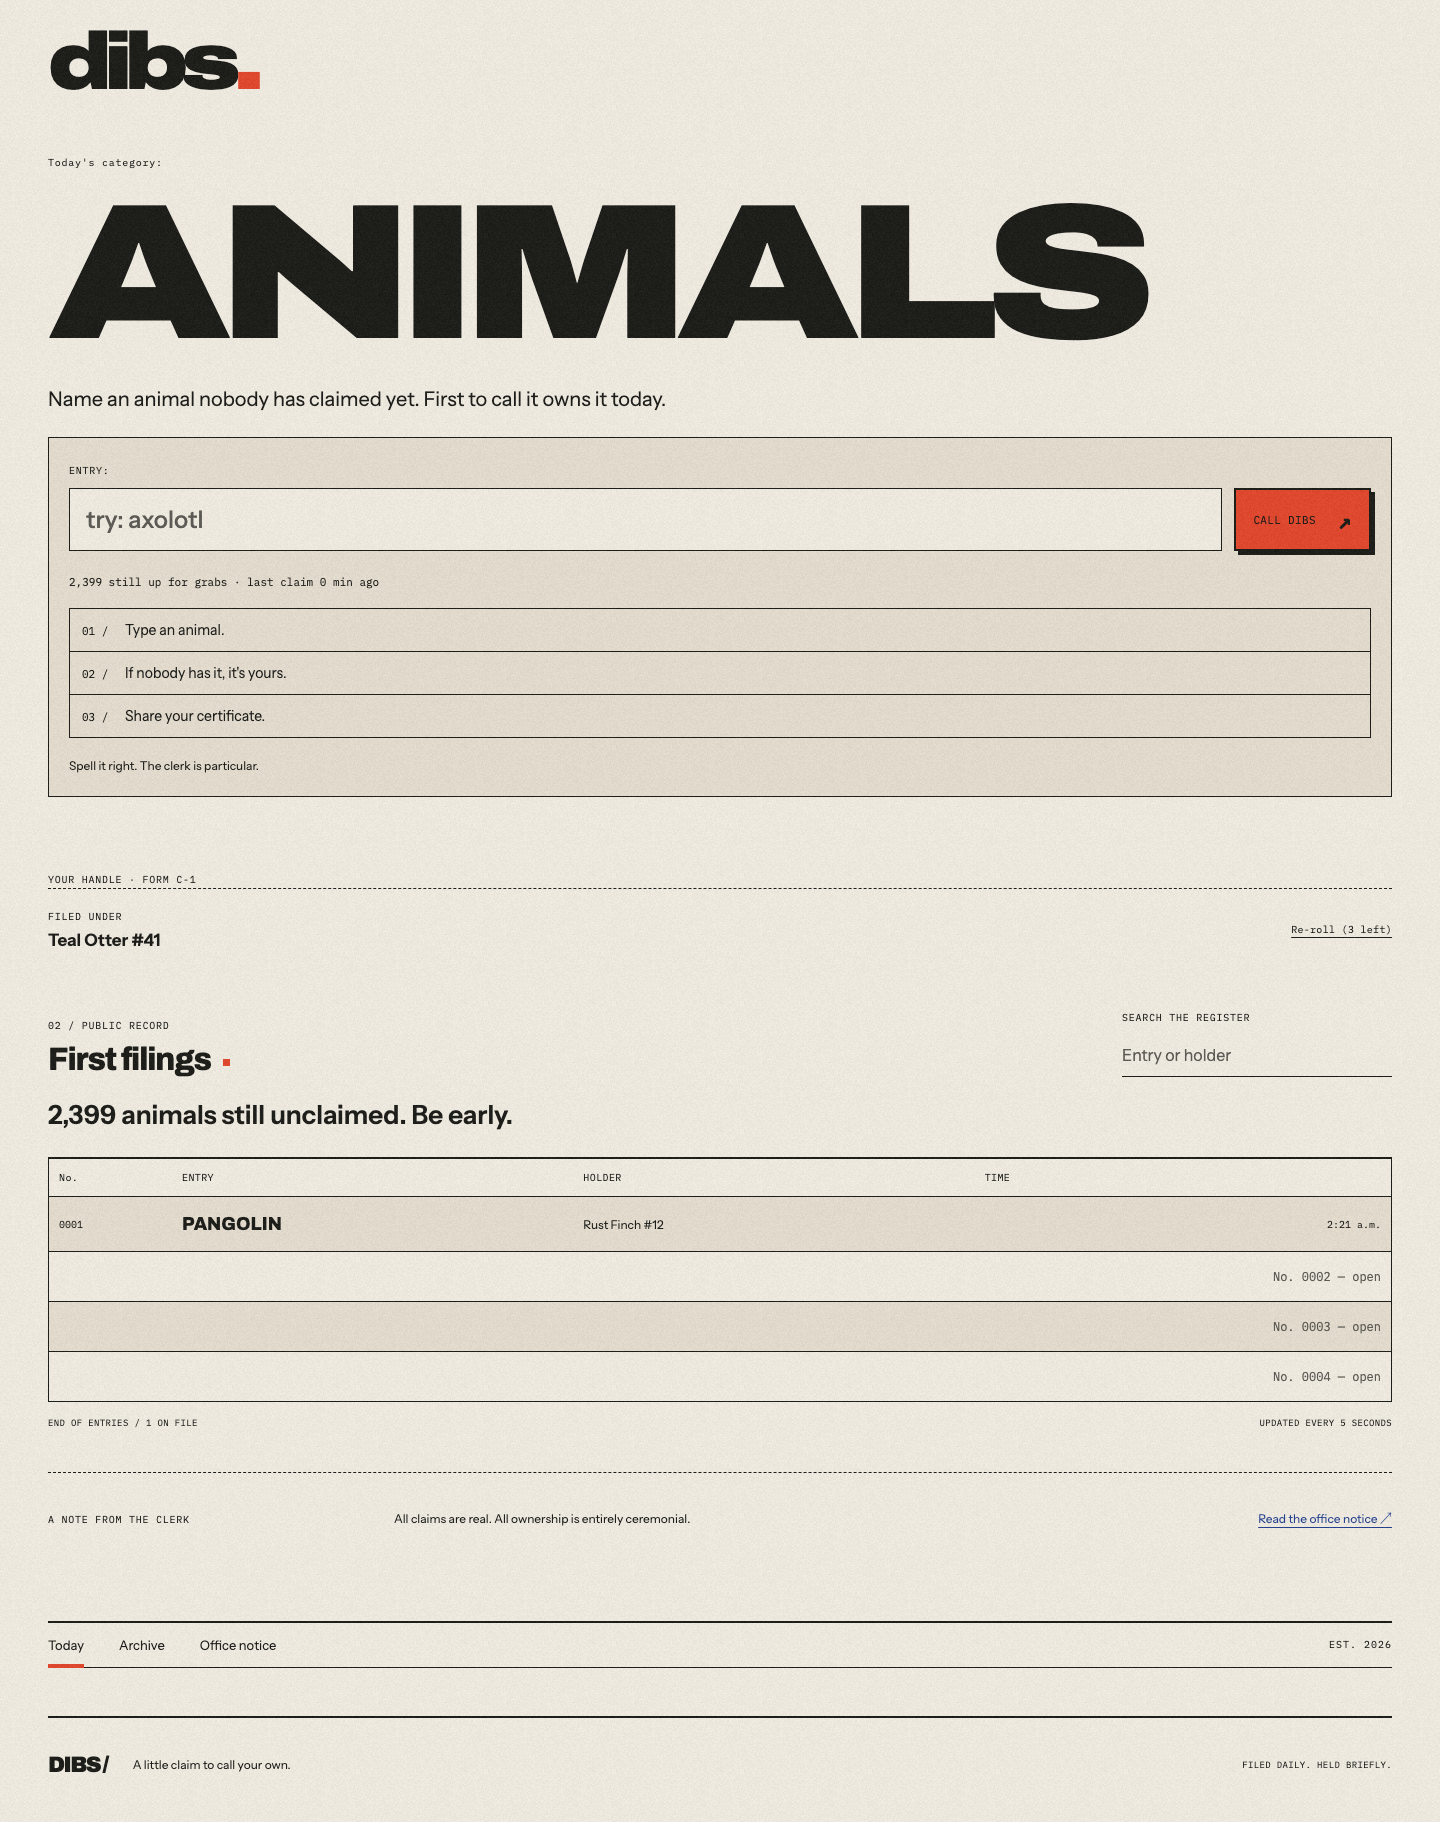 dibs.
Today's category:
ANIMALS
Name an animal nobody has claimed yet. First to call it owns it today.
ENTRY:
try: axolotl
CALL DIBS ↗
2,399 still up for grabs · last claim 0 min ago
01 / Type an animal.
02 / If nobody has it, it's yours.
03 / Share your certificate.
Spell it right. The clerk is particular.
YOUR HANDLE · FORM C-1
FILED UNDER
Teal Otter #41
Re-roll (3 left)
02 / PUBLIC RECORD
First filings
SEARCH THE REGISTER
Entry or holder
2,399 animals still unclaimed. Be early.
No. ENTRY HOLDER TIME
0001 PANGOLIN Rust Finch #12 2:21 a.m.
No. 0002 — open
No. 0003 — open
No. 0004 — open
END OF ENTRIES / 1 ON FILE UPDATED EVERY 5 SECONDS
A NOTE FROM THE CLERK All claims are real. All ownership is entirely ceremonial. Read the office notice ↗
Today Archive Office notice EST. 2026
DIBS/ A little claim to call your own. FILED DAILY. HELD BRIEFLY.